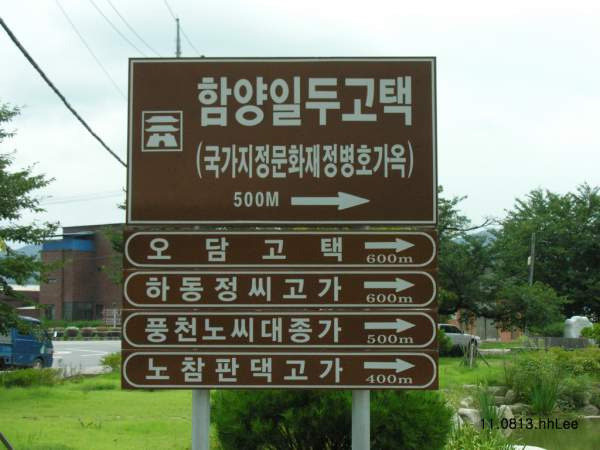 함양일두고택
(국가지정문화재정병호가옥)
500M
오담고택 600m
하동정씨고가 600m
풍천노씨대종가 500m
노참판댁고가 400m
11.0813.hhLee